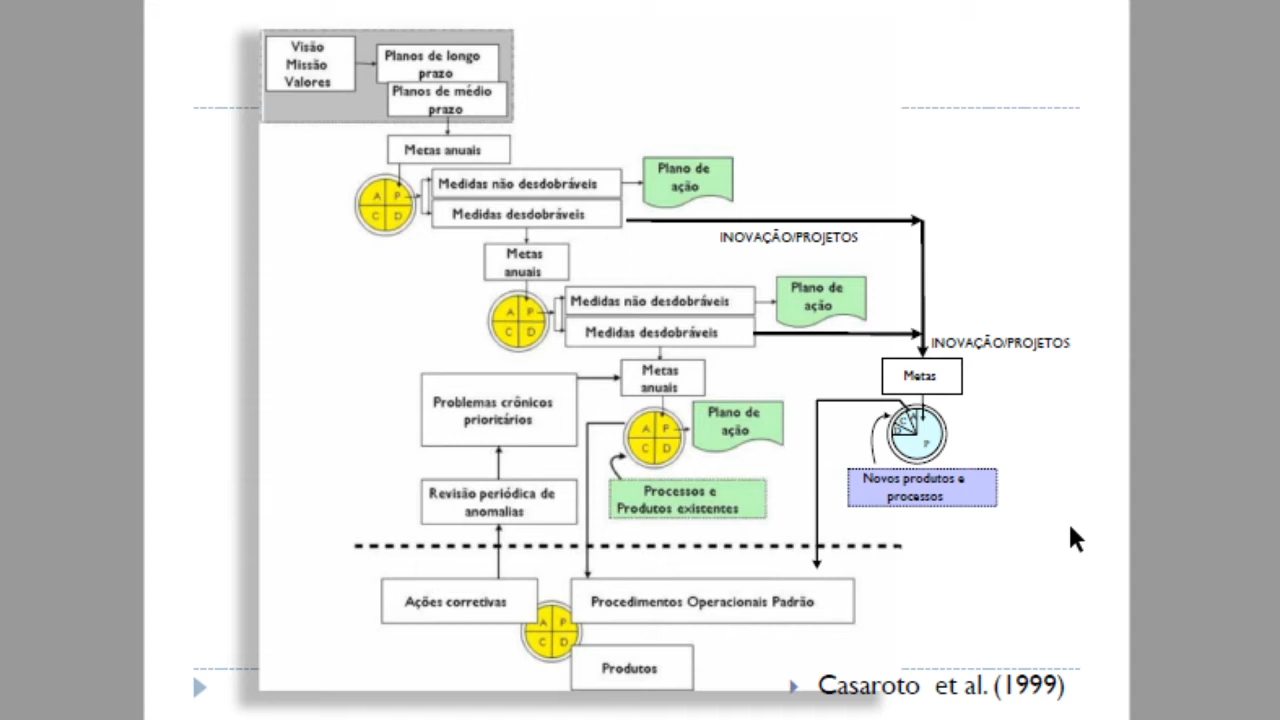 Visão
Missão
Valores
Planos de longo
prazo
Planos de médio
prazo
Metas anuais
A P
C D
Medidas não desdobráveis
Medidas desdobráveis
Plano de
ação
INOVAÇÃO/PROJETOS
Metas
anuais
A P
C D
Medidas não desdobráveis
Medidas desdobráveis
Plano de
ação
INOVAÇÃO/PROJETOS
Metas
Metas
anuais
Problemas crônicos
prioritários
A P
C D
Plano de
ação
A
C
D
P
Novos produtos e
processos
Revisão periódica de
anomalias
Processos e
Produtos existentes
Ações corretivas
Procedimentos Operacionais Padrão
A P
C D
Produtos
Casaroto et al. (1999)